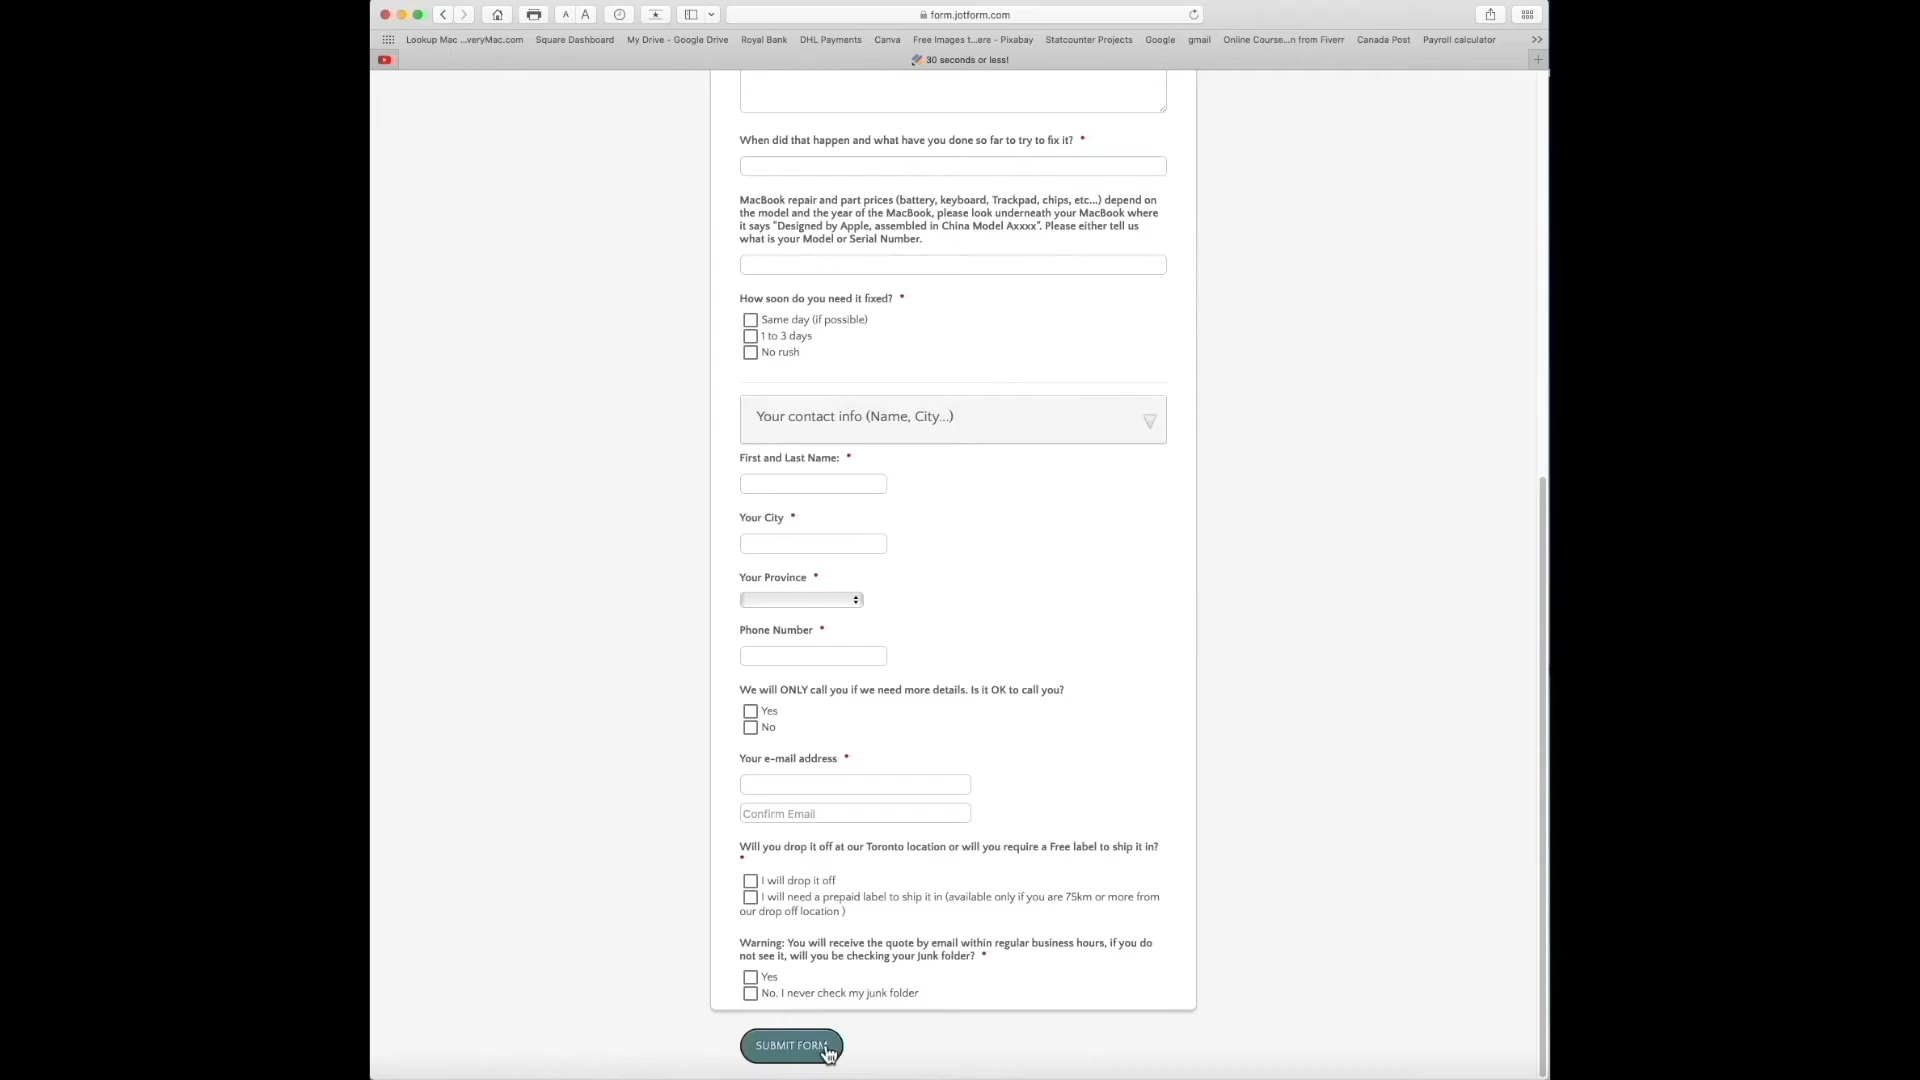 A A
form.jotform.com
Lookup Mac ...veryMac.com Square Dashboard My Drive - Google Drive Royal Bank DHL Payments Canva Free Images t...ere - Pixabay Statcounter Projects Google gmail Online Course...n from Fiverr Canada Post Payroll calculator >>
30 seconds or less! +
When did that happen and what have you done so far to try to fix it? *
MacBook repair and part prices (battery, keyboard, Trackpad, chips, etc...) depend on
the model and the year of the MacBook, please look underneath your MacBook where
it says "Designed by Apple, assembled in China Model Axxxx". Please either tell us
what is your Model or Serial Number.
How soon do you need it fixed? *
Same day (if possible)
1 to 3 days
No rush
Your contact info (Name, City...)
First and Last Name: *
Your City *
Your Province *
Phone Number *
We will ONLY call you if we need more details. Is it OK to call you?
Yes
No
Your e-mail address *
Confirm Email
Will you drop it off at our Toronto location or will you require a Free label to ship it in?
*
I will drop it off
I will need a prepaid label to ship it in (available only if you are 75km or more from
our drop off location )
Warning: You will receive the quote by email within regular business hours, if you do
not see it, will you be checking your Junk folder? *
Yes
No, I never check my junk folder
SUBMIT FORM